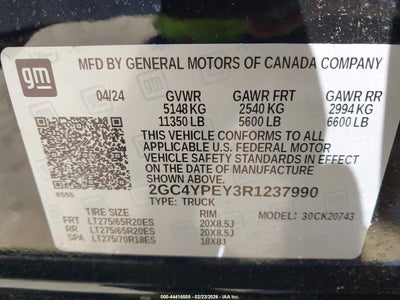 gm
MFD BY GENERAL MOTORS OF CANADA COMPANY
04/24 GVWR GAWR FRT GAWR RR
5148 KG 2540 KG 2994 KG
11350 LB 5600 LB 6600 LB
THIS VEHICLE CONFORMS TO ALL
APPLICABLE U.S. FEDERAL MOTOR
VEHICLE SAFETY STANDARDS IN
EFFECT ON THE DATE OF
MANUFACTURE SHOWN ABOVE.
2GC4YPEY3R1237990
TYPE: TRUCK
TIRE SIZE RIM MODEL: 30CK20743
FRT LT275/65R20ES 20X8.5J
RR LT275/65R20ES 20X8.5J
SPA LT275/70R18ES 18X8J
IAA
00-44416505 - 02/23/2026 -